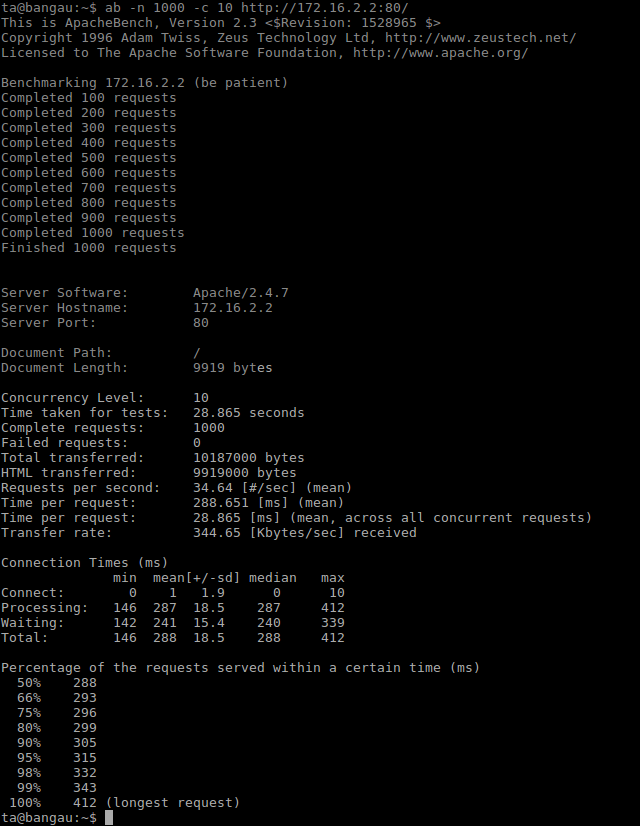 ta@bangau:~$ ab -n 1000 -c 10 http://172.16.2.2:80/
This is ApacheBench, Version 2.3 <$Revision: 1528965 $>
Copyright 1996 Adam Twiss, Zeus Technology Ltd, http://www.zeustech.net/
Licensed to The Apache Software Foundation, http://www.apache.org/

Benchmarking 172.16.2.2 (be patient)
Completed 100 requests
Completed 200 requests
Completed 300 requests
Completed 400 requests
Completed 500 requests
Completed 600 requests
Completed 700 requests
Completed 800 requests
Completed 900 requests
Completed 1000 requests
Finished 1000 requests


Server Software:        Apache/2.4.7
Server Hostname:        172.16.2.2
Server Port:            80

Document Path:          /
Document Length:        9919 bytes

Concurrency Level:      10
Time taken for tests:   28.865 seconds
Complete requests:      1000
Failed requests:        0
Total transferred:      10187000 bytes
HTML transferred:       9919000 bytes
Requests per second:    34.64 [#/sec] (mean)
Time per request:       288.651 [ms] (mean)
Time per request:       28.865 [ms] (mean, across all concurrent requests)
Transfer rate:          344.65 [Kbytes/sec] received

Connection Times (ms)
              min  mean[+/-sd] median   max
Connect:        0    1   1.9      0      10
Processing:   146  287  18.5    287     412
Waiting:      142  241  15.4    240     339
Total:        146  288  18.5    288     412

Percentage of the requests served within a certain time (ms)
  50%    288
  66%    293
  75%    296
  80%    299
  90%    305
  95%    315
  98%    332
  99%    343
 100%    412 (longest request)
ta@bangau:~$